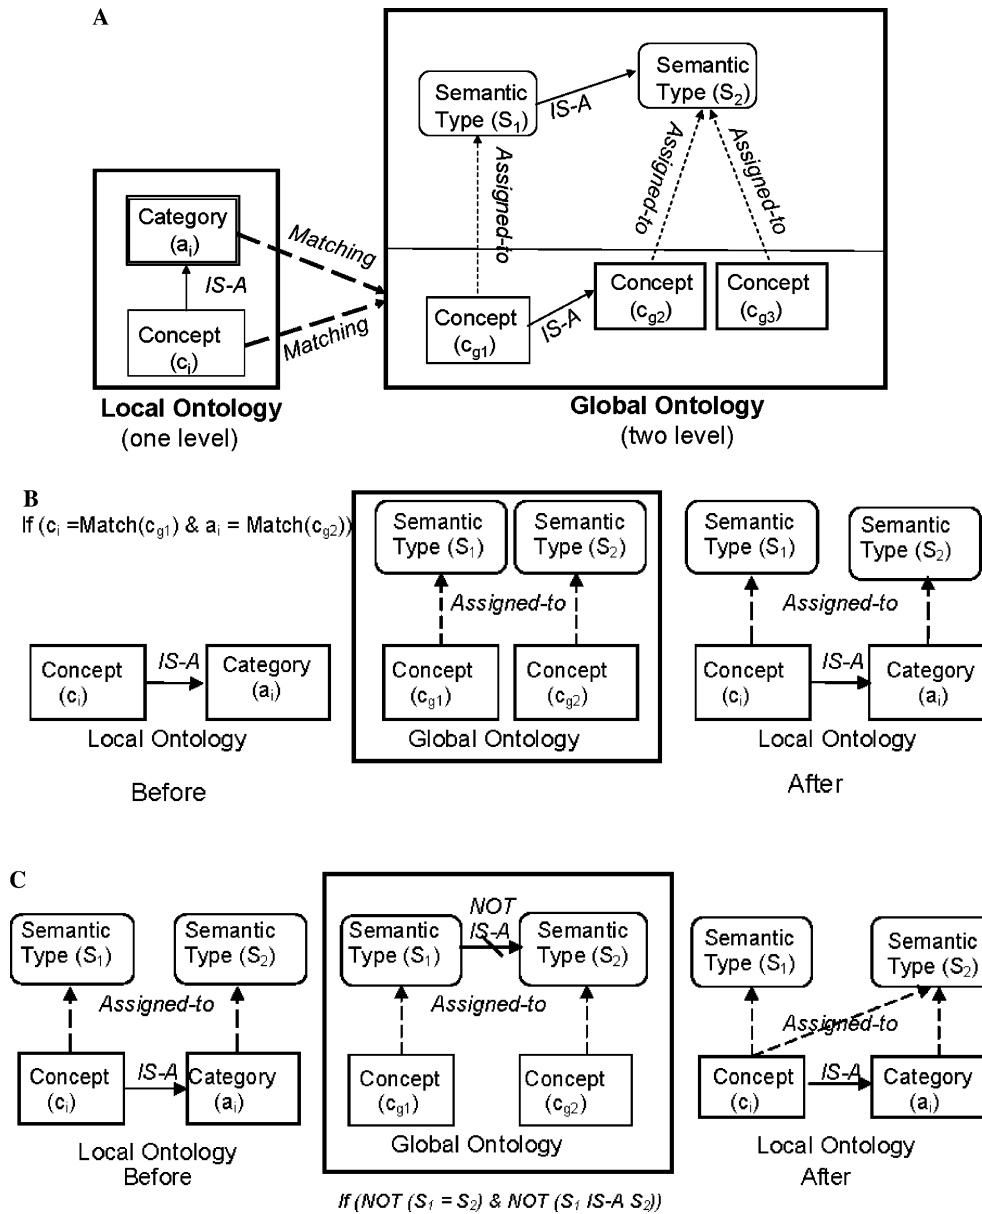 A
Semantic
Type (S1)
IS-A
Semantic
Type (S2)
Assigned-to
Assigned-to
Assigned-to
Category
(ai)
IS-A
Concept
(ci)
Matching
Matching
Concept
(cg1)
IS-A
Concept
(cg2)
Concept
(cg3)
Local Ontology
(one level)
Global Ontology
(two level)
B
If (ci =Match(cg1) & ai = Match(cg2))
Semantic
Type (S1)
Semantic
Type (S2)
Assigned-to
Concept
(cg1)
Concept
(cg2)
Global Ontology
Concept
(ci)
IS-A
Category
(ai)
Local Ontology
Before
Semantic
Type (S1)
Semantic
Type (S2)
Assigned-to
Concept
(ci)
IS-A
Category
(ai)
Local Ontology
After
C
Semantic
Type (S1)
Semantic
Type (S2)
Assigned-to
Concept
(ci)
IS-A
Category
(ai)
Local Ontology
Before
Semantic
Type (S1)
NOT
IS-A
Semantic
Type (S2)
Assigned-to
Concept
(cg1)
Concept
(cg2)
Global Ontology
If (NOT (S1 = S2) & NOT (S1 IS-A S2))
Semantic
Type (S1)
Semantic
Type (S2)
Assigned-to
Concept
(ci)
IS-A
Category
(ai)
Local Ontology
After